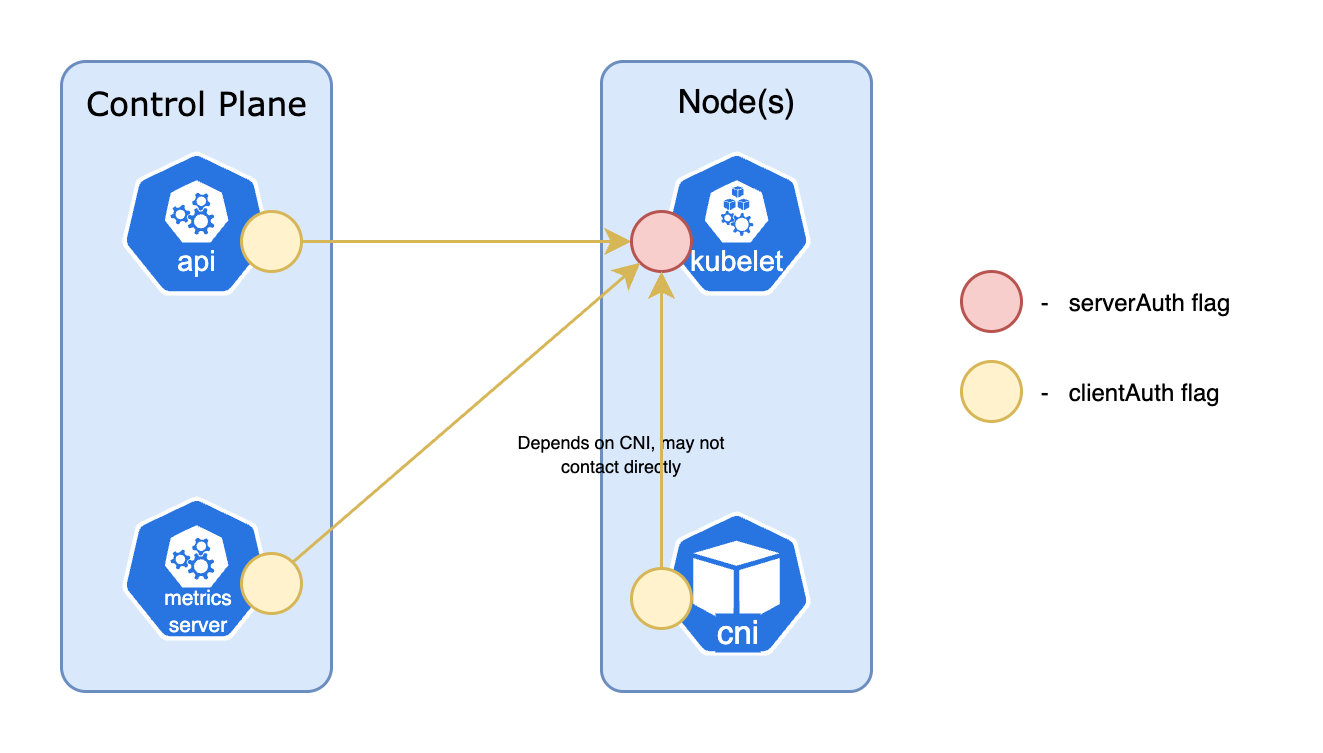 Control Plane
Node(s)
api
kubelet
- serverAuth flag
- clientAuth flag
Depends on CNI, may not
contact directly
metrics
server
cni